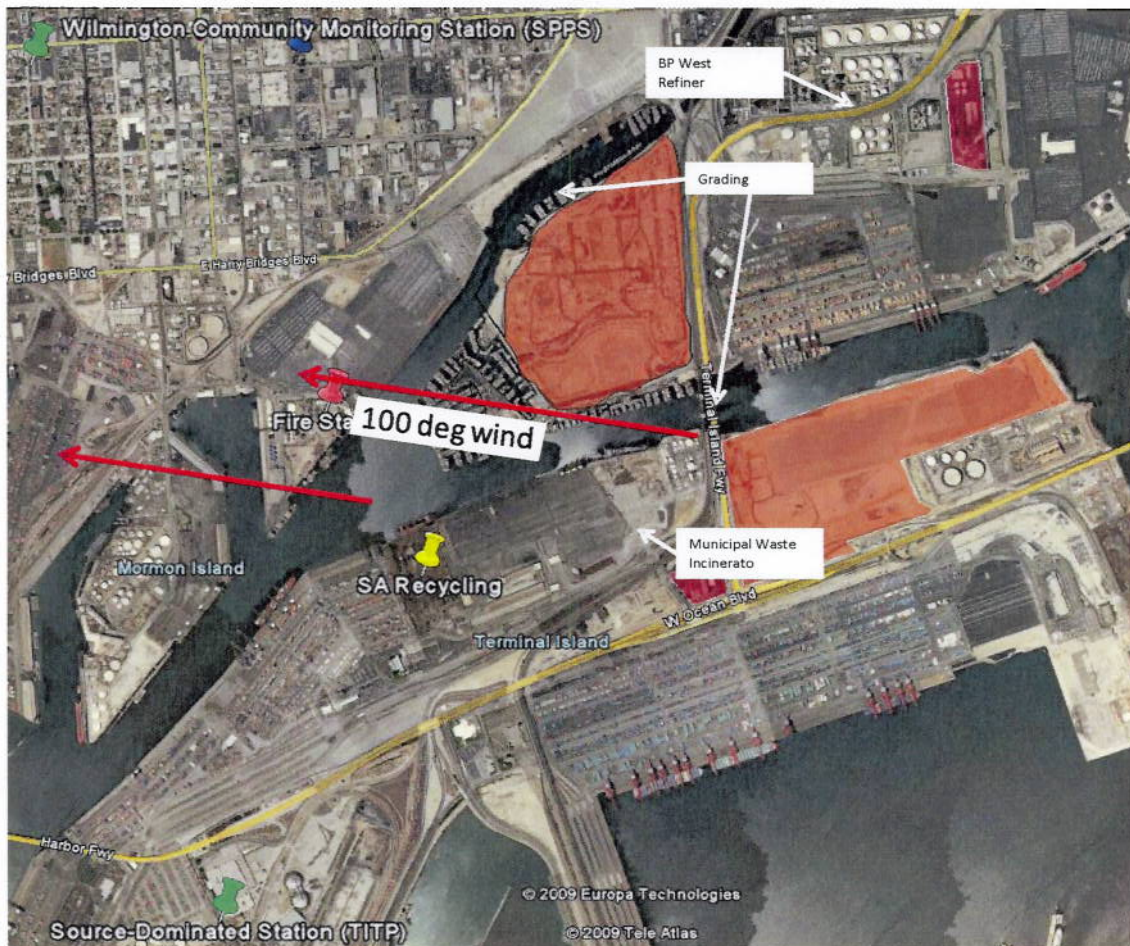 Wilmington Community Monitoring Station (SPPS)
BP West
Refiner
Grading
E Harry Bridges Blvd
Bridges Blvd
Terminal Island Fwy
Fire Sta
100 deg wind
Municipal Waste
Incinerato
Mormon Island
SA Recycling
W Ocean Blvd
Terminal Island
Harbor Fwy
© 2009 Europa Technologies
Source-Dominated Station (TITP)
© 2009 Tele Atlas